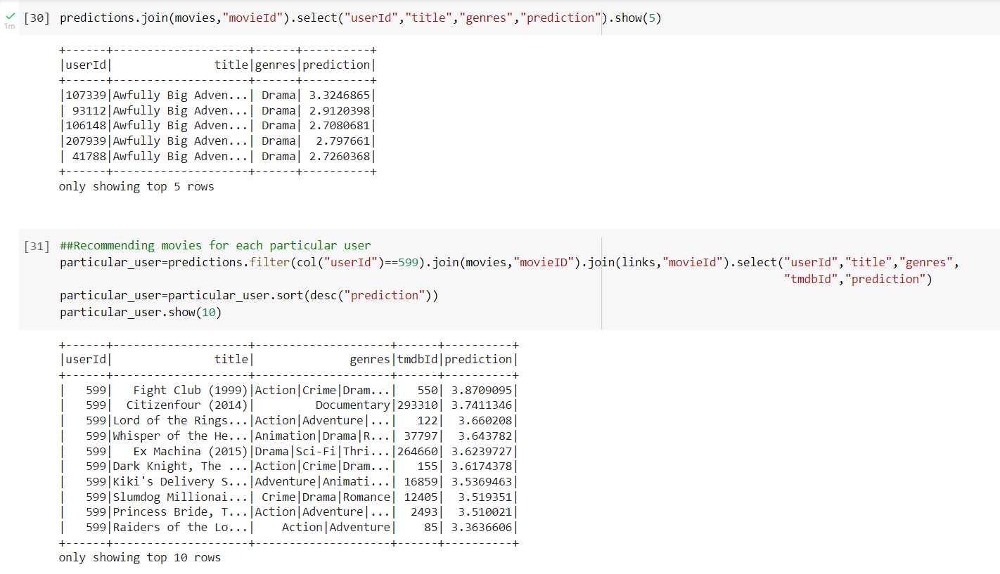 [30] predictions.join(movies,"movieId").select("userId","title","genres","prediction").show(5)
1m
+------+--------------------+------+----------+
|userId|               title|genres|prediction|
+------+--------------------+------+----------+
|107339|Awfully Big Adven...| Drama| 3.3246865|
| 93112|Awfully Big Adven...| Drama| 2.9120398|
|106148|Awfully Big Adven...| Drama| 2.7080681|
|207939|Awfully Big Adven...| Drama|  2.797661|
| 41788|Awfully Big Adven...| Drama| 2.7260368|
+------+--------------------+------+----------+
only showing top 5 rows
[31] ##Recommending movies for each particular user
particular_user=predictions.filter(col("userId")==599).join(movies,"movieID").join(links,"movieId").select("userId","title","genres",
"tmdbId","prediction")
particular_user=particular_user.sort(desc("prediction"))
particular_user.show(10)
+------+--------------------+--------------------+------+----------+
|userId|               title|              genres|tmdbId|prediction|
+------+--------------------+--------------------+------+----------+
|   599|   Fight Club (1999)|Action|Crime|Dram...|   550| 3.8709095|
|   599|  Citizenfour (2014)|         Documentary|293310| 3.7411346|
|   599|Lord of the Rings...|Action|Adventure|...|   122|  3.660208|
|   599|Whisper of the He...|Animation|Drama|R...| 37797|  3.643782|
|   599|   Ex Machina (2015)|Drama|Sci-Fi|Thri...|264660| 3.6239727|
|   599|Dark Knight, The ...|Action|Crime|Dram...|   155| 3.6174378|
|   599|Kiki's Delivery S...|Adventure|Animati...| 16859| 3.5369463|
|   599|Slumdog Millionai...| Crime|Drama|Romance| 12405|  3.519351|
|   599|Princess Bride, T...|Action|Adventure|...|  2493|  3.510021|
|   599|Raiders of the Lo...|    Action|Adventure|    85| 3.3636606|
+------+--------------------+--------------------+------+----------+
only showing top 10 rows